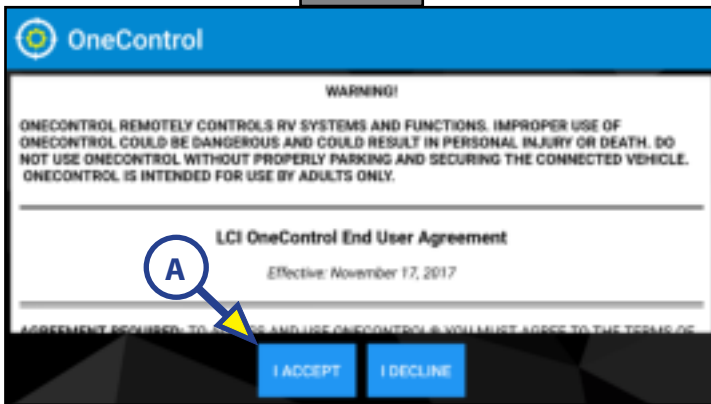 OneControl
WARNING!
ONECONTROL REMOTELY CONTROLS RV SYSTEMS AND FUNCTIONS. IMPROPER USE OF
ONECONTROL COULD BE DANGEROUS AND COULD RESULT IN PERSONAL INJURY OR DEATH. DO
NOT USE ONECONTROL WITHOUT PROPERLY PARKING AND SECURING THE CONNECTED VEHICLE.
ONECONTROL IS INTENDED FOR USE BY ADULTS ONLY.
LCI OneControl End User Agreement
Effective: November 17, 2017
A
AGREEMENT REQUIRED: TO AND USE ONECONTROL® YOU MUST AGREE TO THE TERMS OF
I ACCEPT I DECLINE